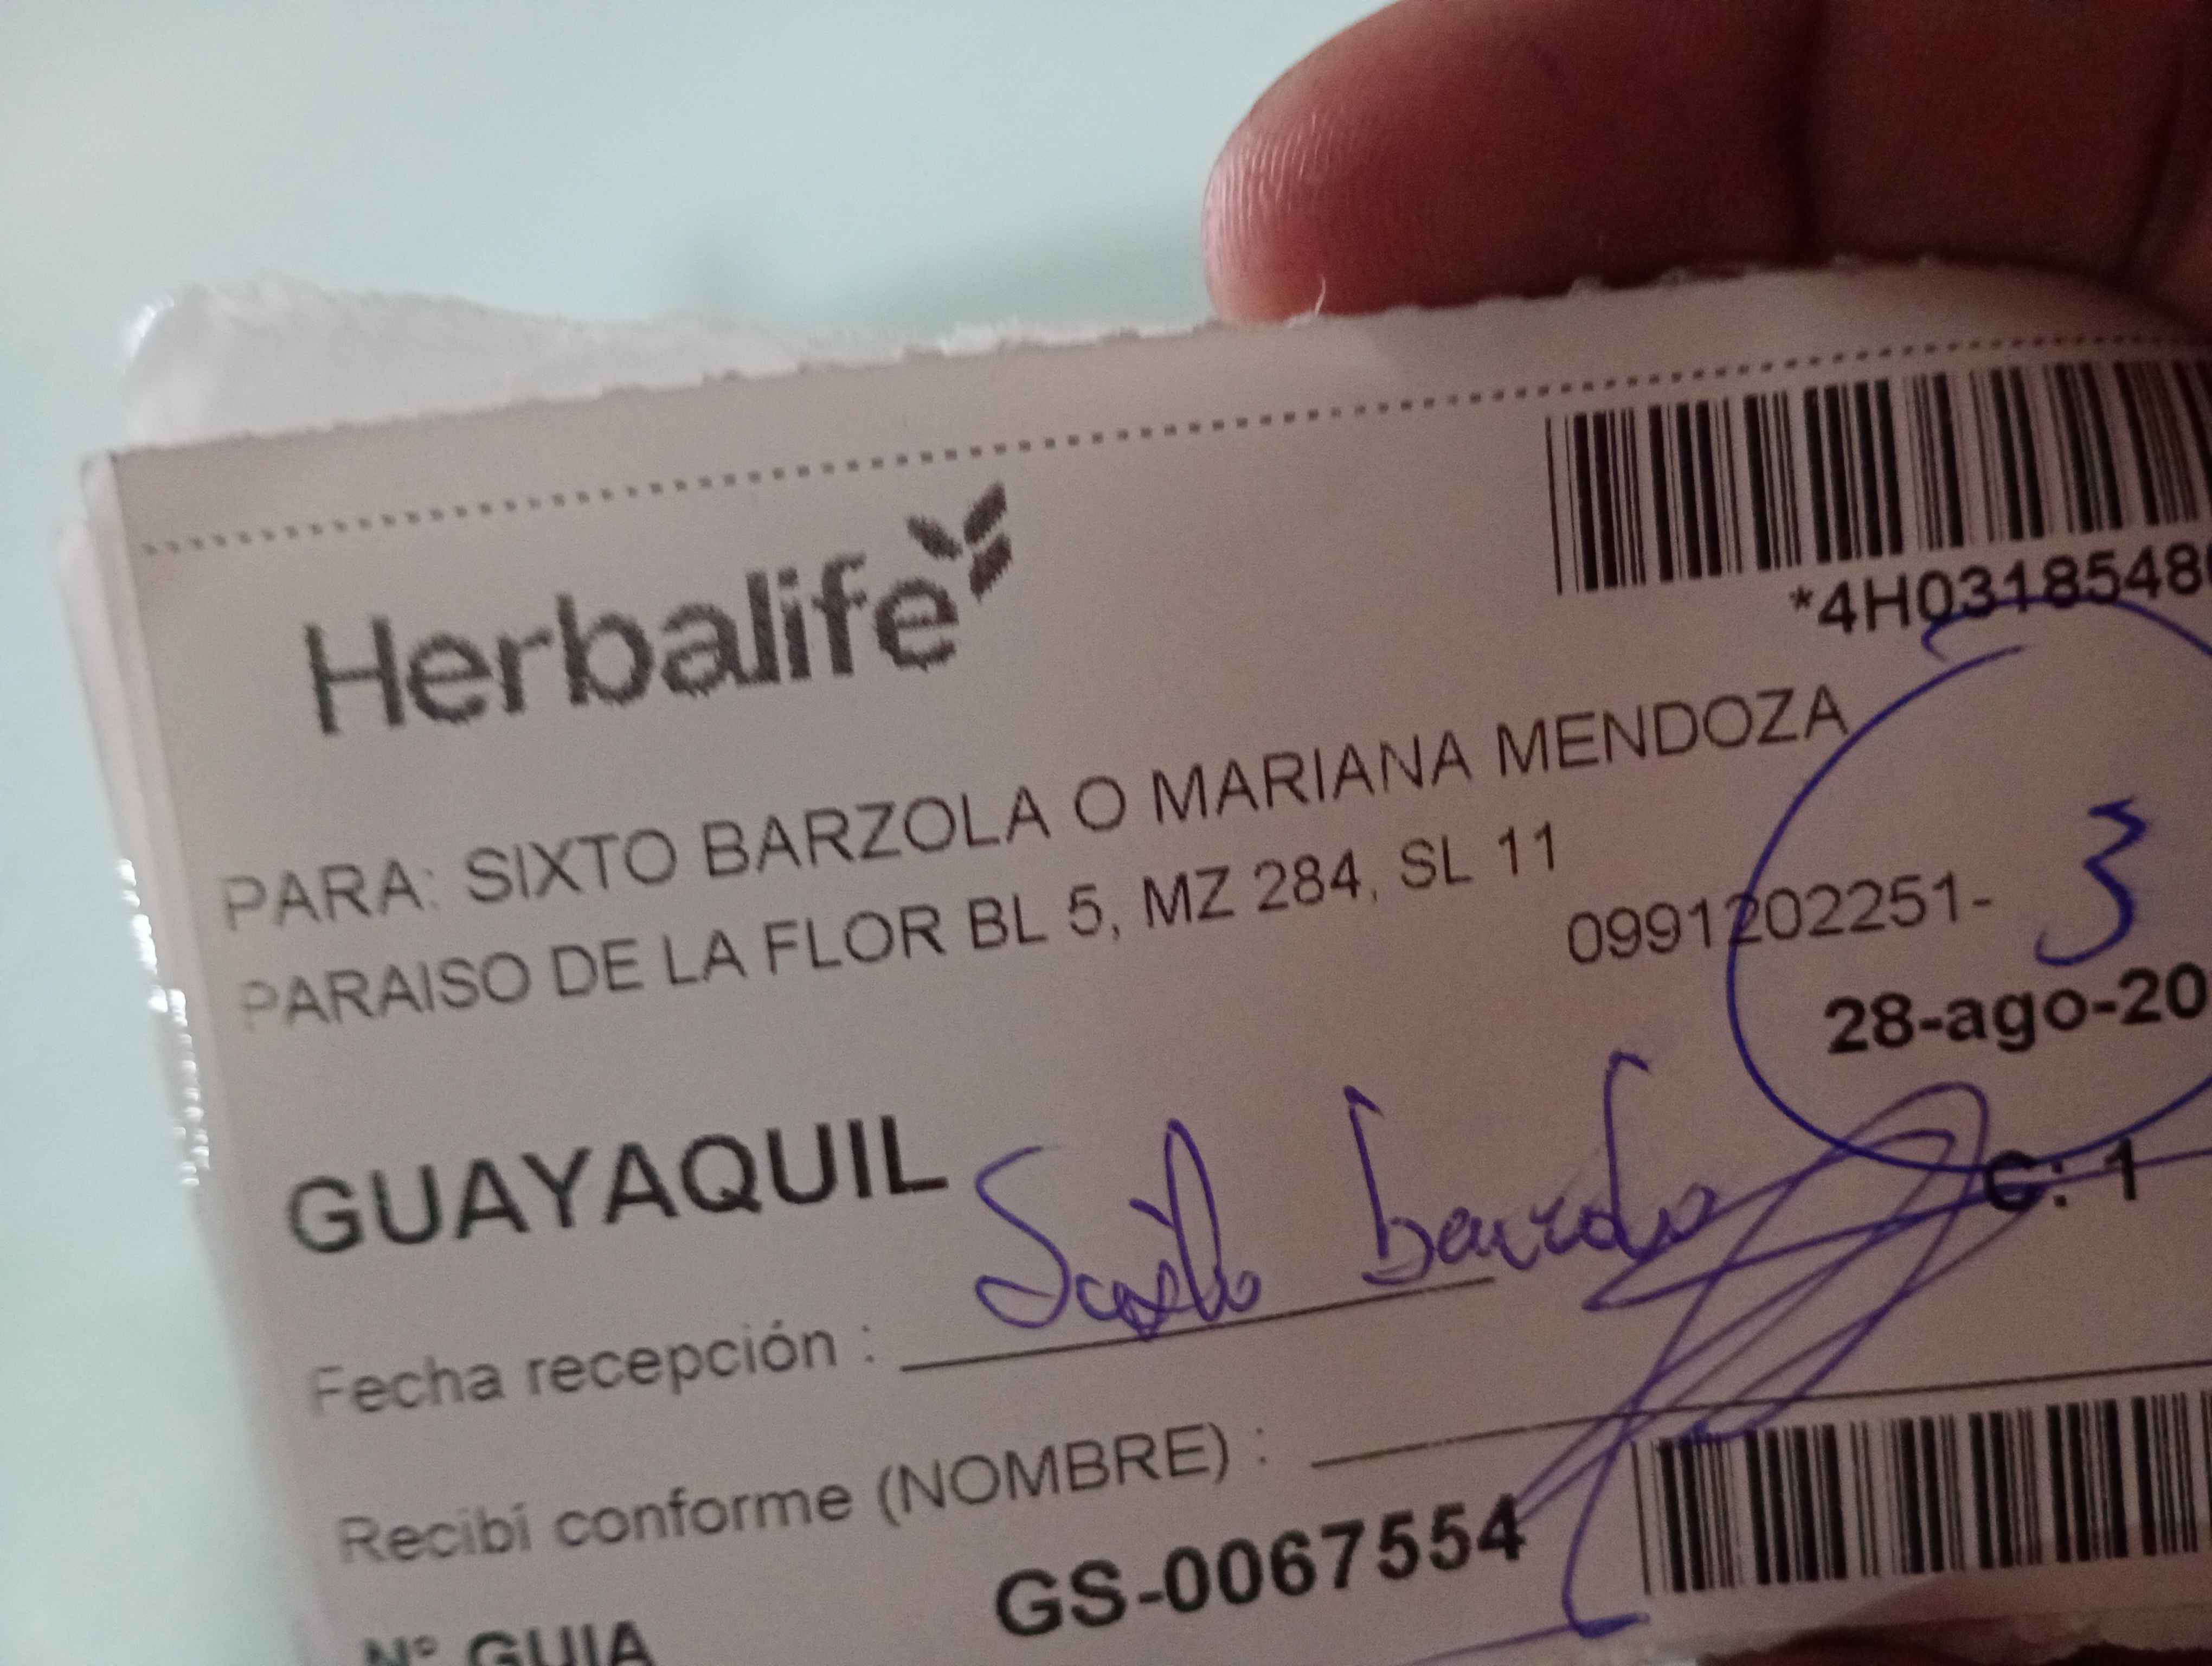 Herbalife
*4H0318548
PARA: SIXTO BARZOLA O MARIANA MENDOZA
PARAISO DE LA FLOR BL 5, MZ 284, SL 11
0991202251-
3
28-ago-20
GUAYAQUIL
C: 1
Fecha recepción :
Recibí conforme (NOMBRE) :
Nº GUIA
GS-0067554